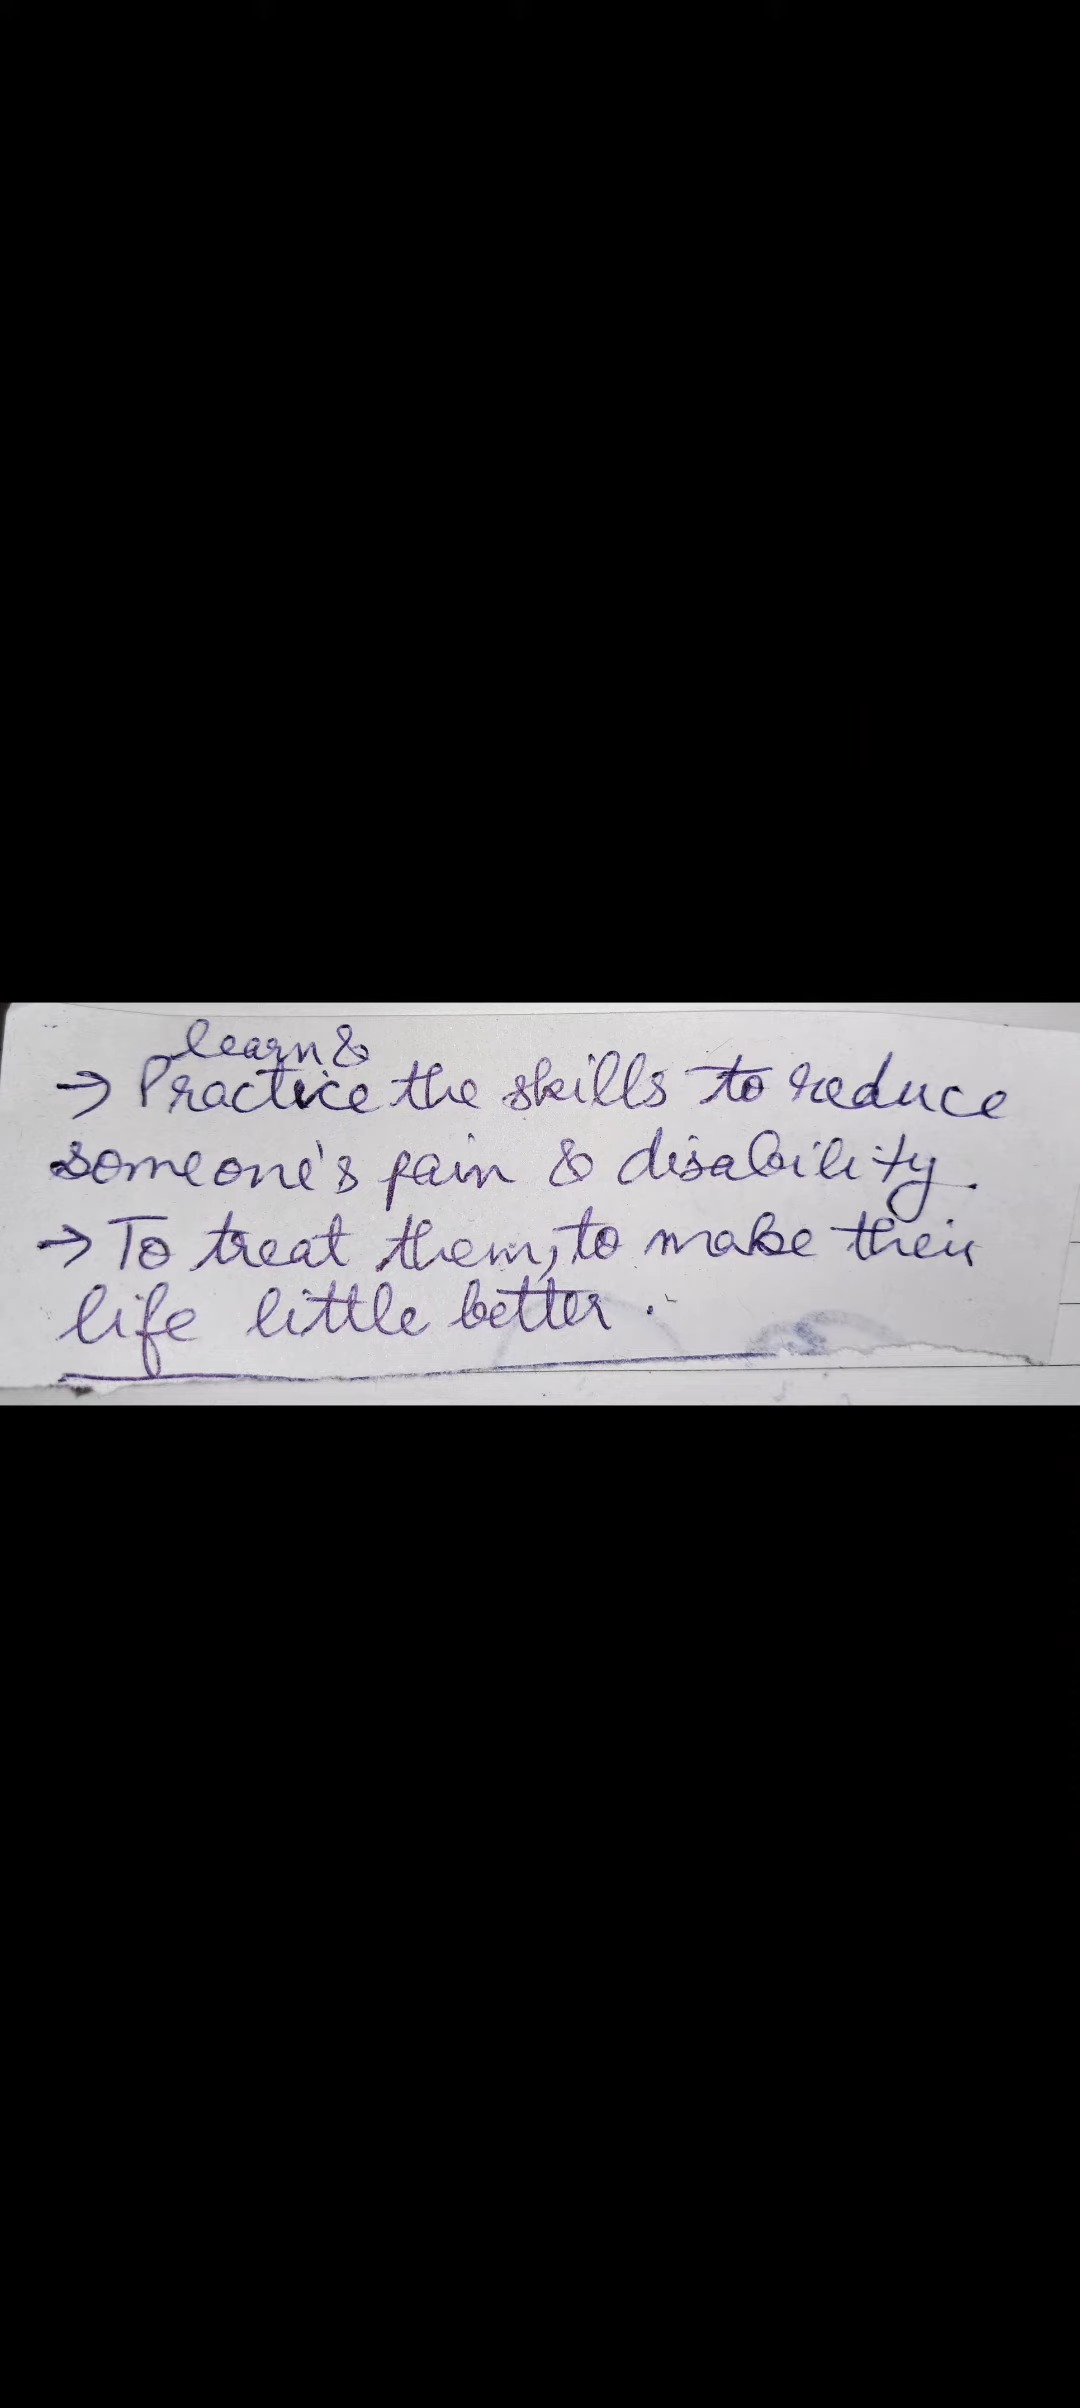 learn &
→ Practice the skills to reduce
someone's pain & disability.
→ To treat them, to make their
life little better.